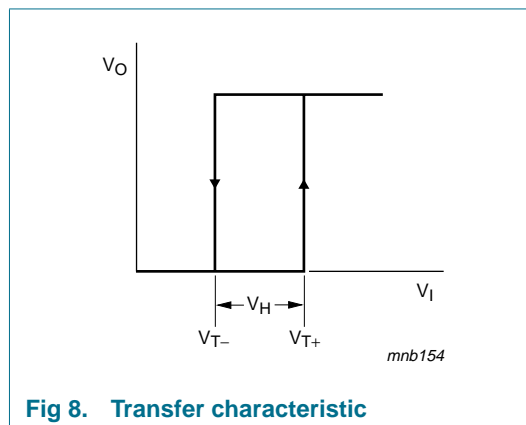 VO
VH
VI
VT−
VT+
mnb154
Fig 8. Transfer characteristic